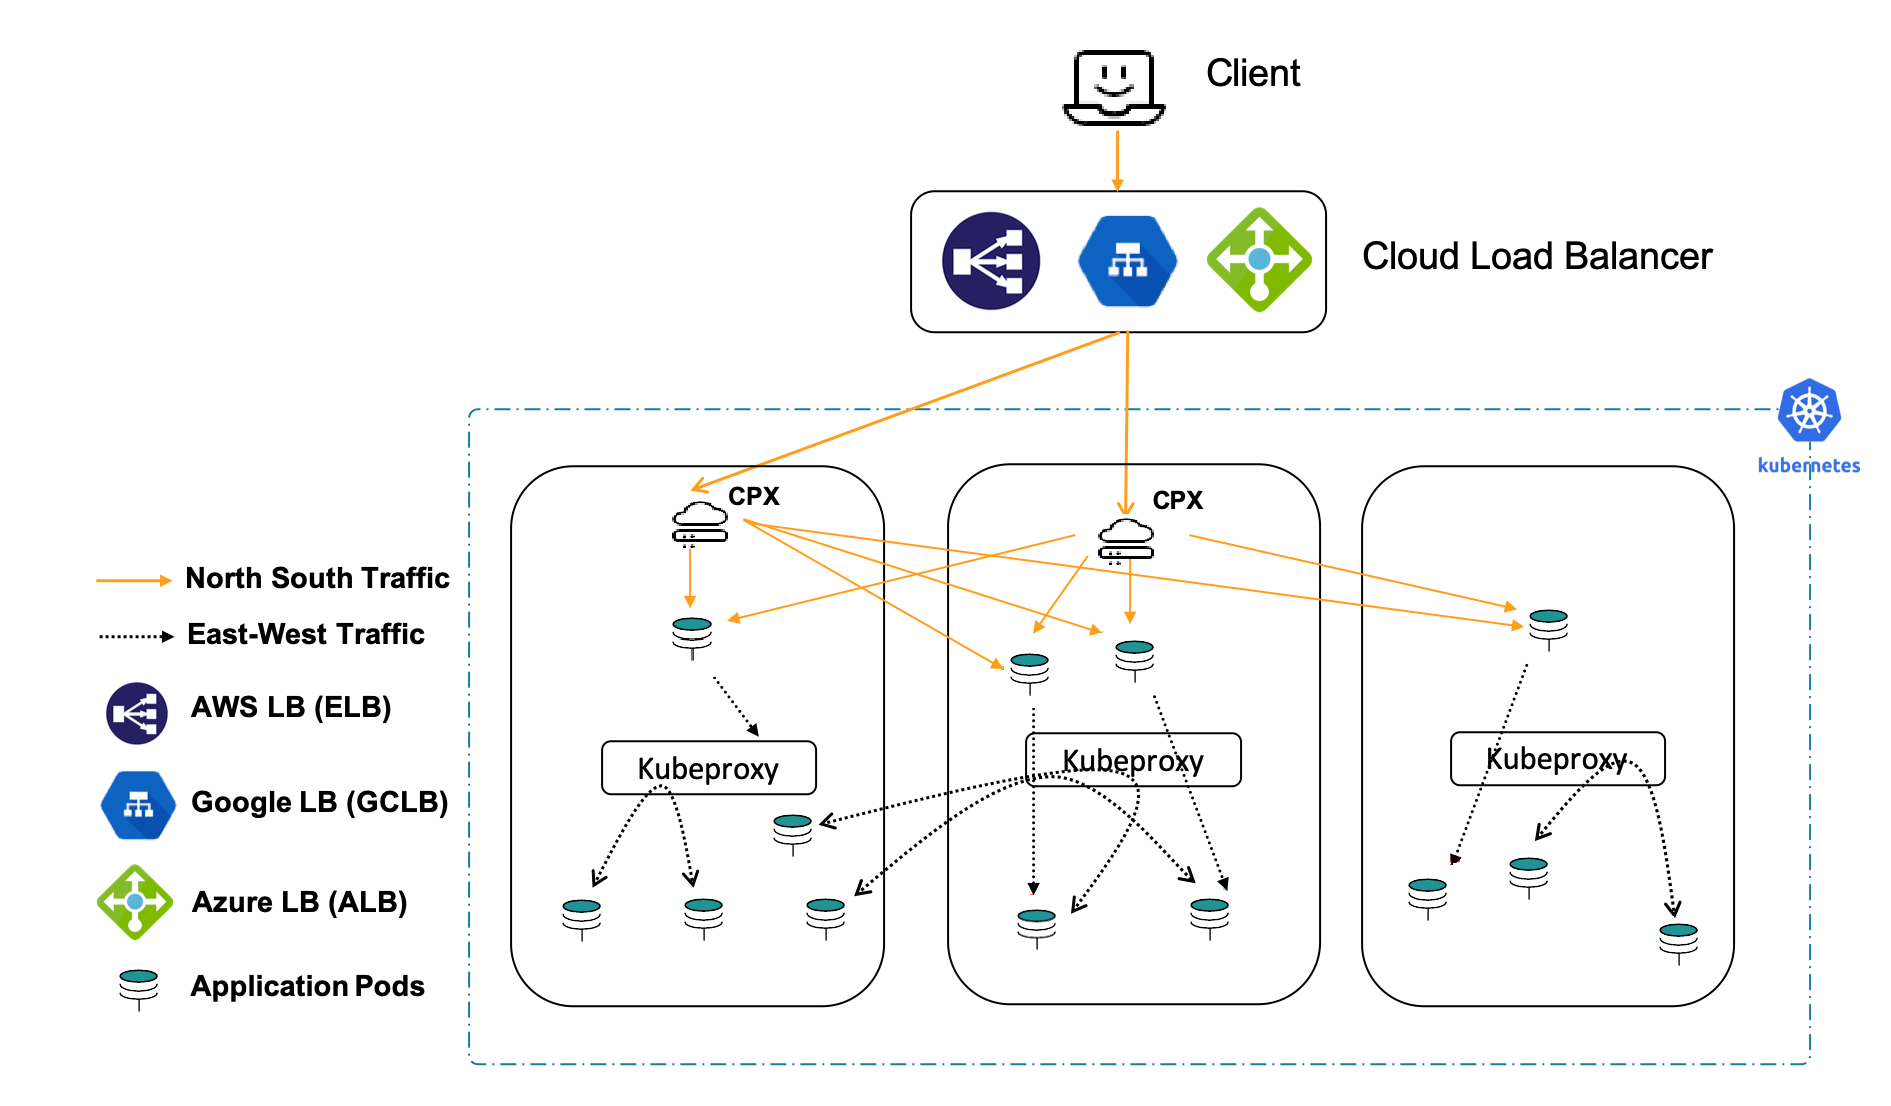 Client
Cloud Load Balancer
kubernetes
CPX
CPX
North South Traffic
East-West Traffic
AWS LB (ELB)
Google LB (GCLB)
Azure LB (ALB)
Application Pods
Kubeproxy
Kubeproxy
Kubeproxy